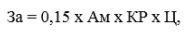 За = 0,15 х Ам х КР х Ц,